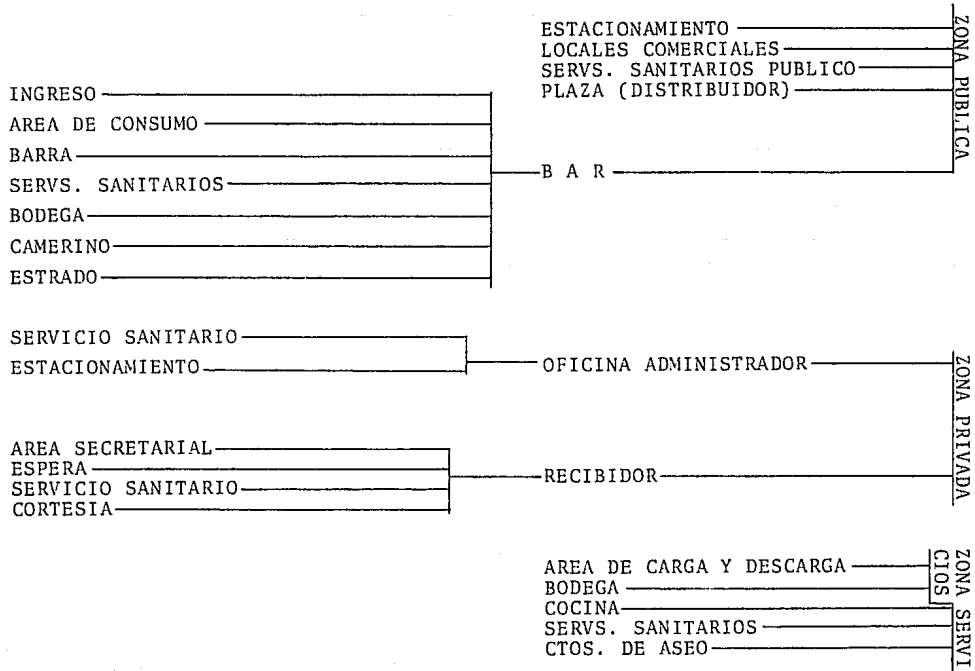 ESTACIONAMIENTO
LOCALES COMERCIALES
SERVS. SANITARIOS PUBLICO
PLAZA (DISTRIBUIDOR)
ZONA PUBLICA
INGRESO
AREA DE CONSUMO
BARRA
SERVS. SANITARIOS
BODEGA
CAMERINO
ESTRADO
B A R
SERVICIO SANITARIO
ESTACIONAMIENTO
OFICINA ADMINISTRADOR
ZONA PRIVADA
AREA SECRETARIAL
ESPERA
SERVICIO SANITARIO
CORTESIA
RECIBIDOR
AREA DE CARGA Y DESCARGA
BODEGA
COCINA
SERVS. SANITARIOS
CTOS. DE ASEO
ZONA SERVI
CIOS